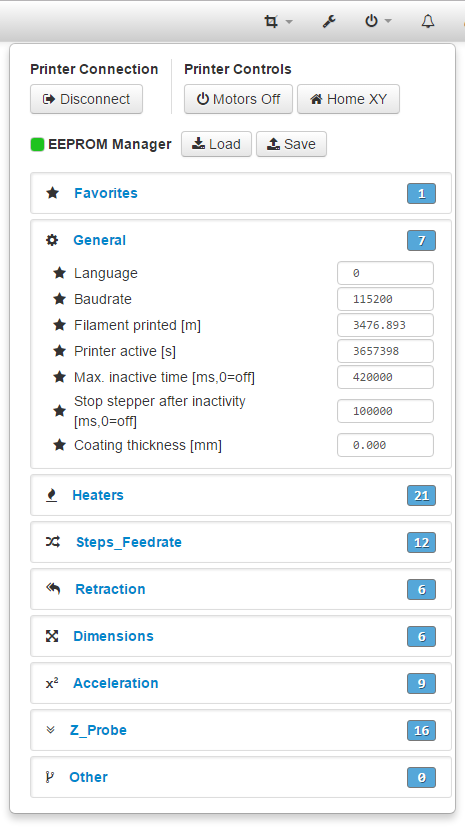 Printer Connection
Printer Controls
Disconnect
Motors Off
Home XY
EEPROM Manager
Load
Save
Favorites 1
General 7
Language 0
Baudrate 115200
Filament printed [m] 3476.893
Printer active [s] 3657398
Max. inactive time [ms,0=off] 420000
Stop stepper after inactivity
[ms,0=off] 100000
Coating thickness [mm] 0.000
Heaters 21
Steps_Feedrate 12
Retraction 6
Dimensions 6
x² Acceleration 9
Z_Probe 16
Other 0